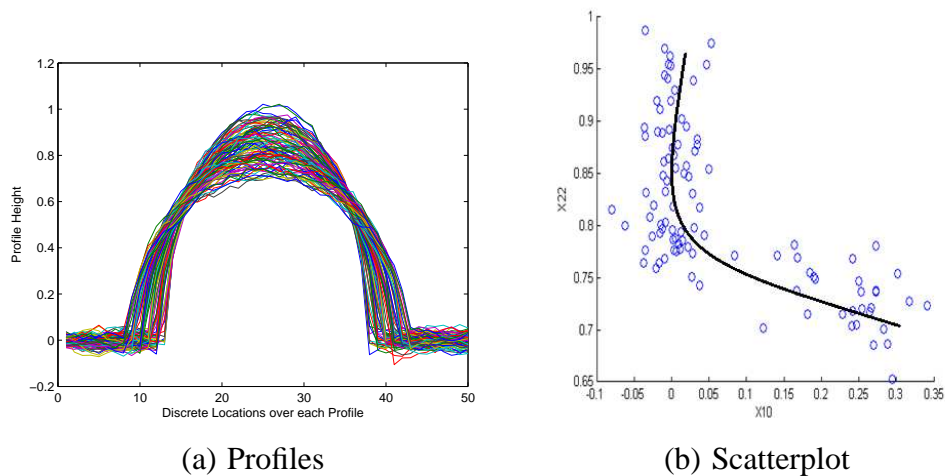 1.2
1
0.8
0.6
0.4
0.2
0
−0.2
Profile Height
0 10 20 30 40 50
Discrete Locations over each Profile
(a) Profiles
1
0.95
0.9
0.85
0.8
0.75
0.7
0.65
X22
-0.1 -0.05 0 0.05 0.1 0.15 0.2 0.25 0.3 0.35
X10
(b) Scatterplot